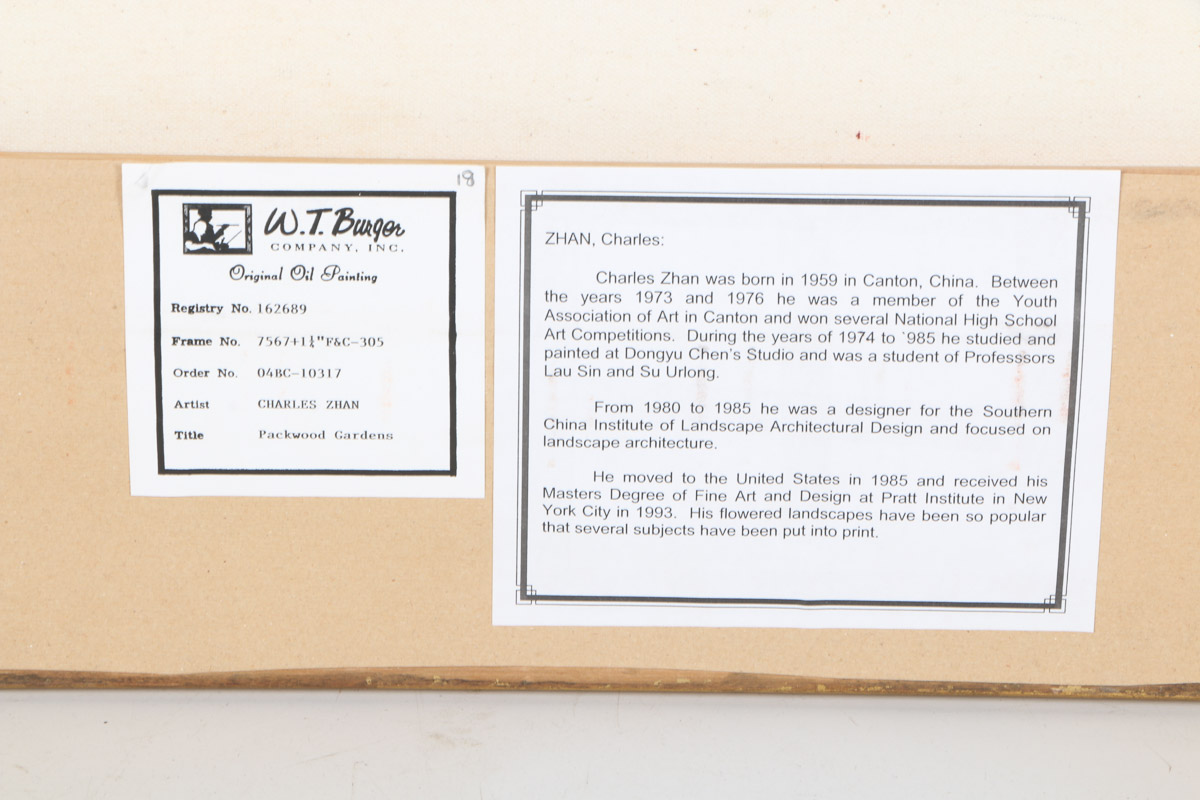 18
W.T. Burger
COMPANY, INC.
Original Oil Painting
Registry No. 162689
Frame No. 7567+1¼"F&C-305
Order No. 04BC-10317
Artist CHARLES ZHAN
Title Packwood Gardens
ZHAN, Charles:
Charles Zhan was born in 1959 in Canton, China. Between
the years 1973 and 1976 he was a member of the Youth
Association of Art in Canton and won several National High School
Art Competitions. During the years of 1974 to '985 he studied and
painted at Dongyu Chen's Studio and was a student of Professsors
Lau Sin and Su Urlong.
From 1980 to 1985 he was a designer for the Southern
China Institute of Landscape Architectural Design and focused on
landscape architecture.
He moved to the United States in 1985 and received his
Masters Degree of Fine Art and Design at Pratt Institute in New
York City in 1993. His flowered landscapes have been so popular
that several subjects have been put into print.